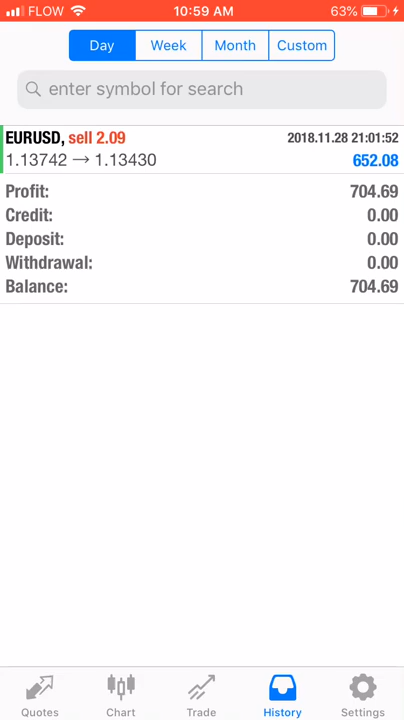 FLOW 10:59 AM 63%
Day Week Month Custom
enter symbol for search
EURUSD, sell 2.09 2018.11.28 21:01:52
1.13742 → 1.13430 652.08
Profit: 704.69
Credit: 0.00
Deposit: 0.00
Withdrawal: 0.00
Balance: 704.69
Quotes Chart Trade History Settings